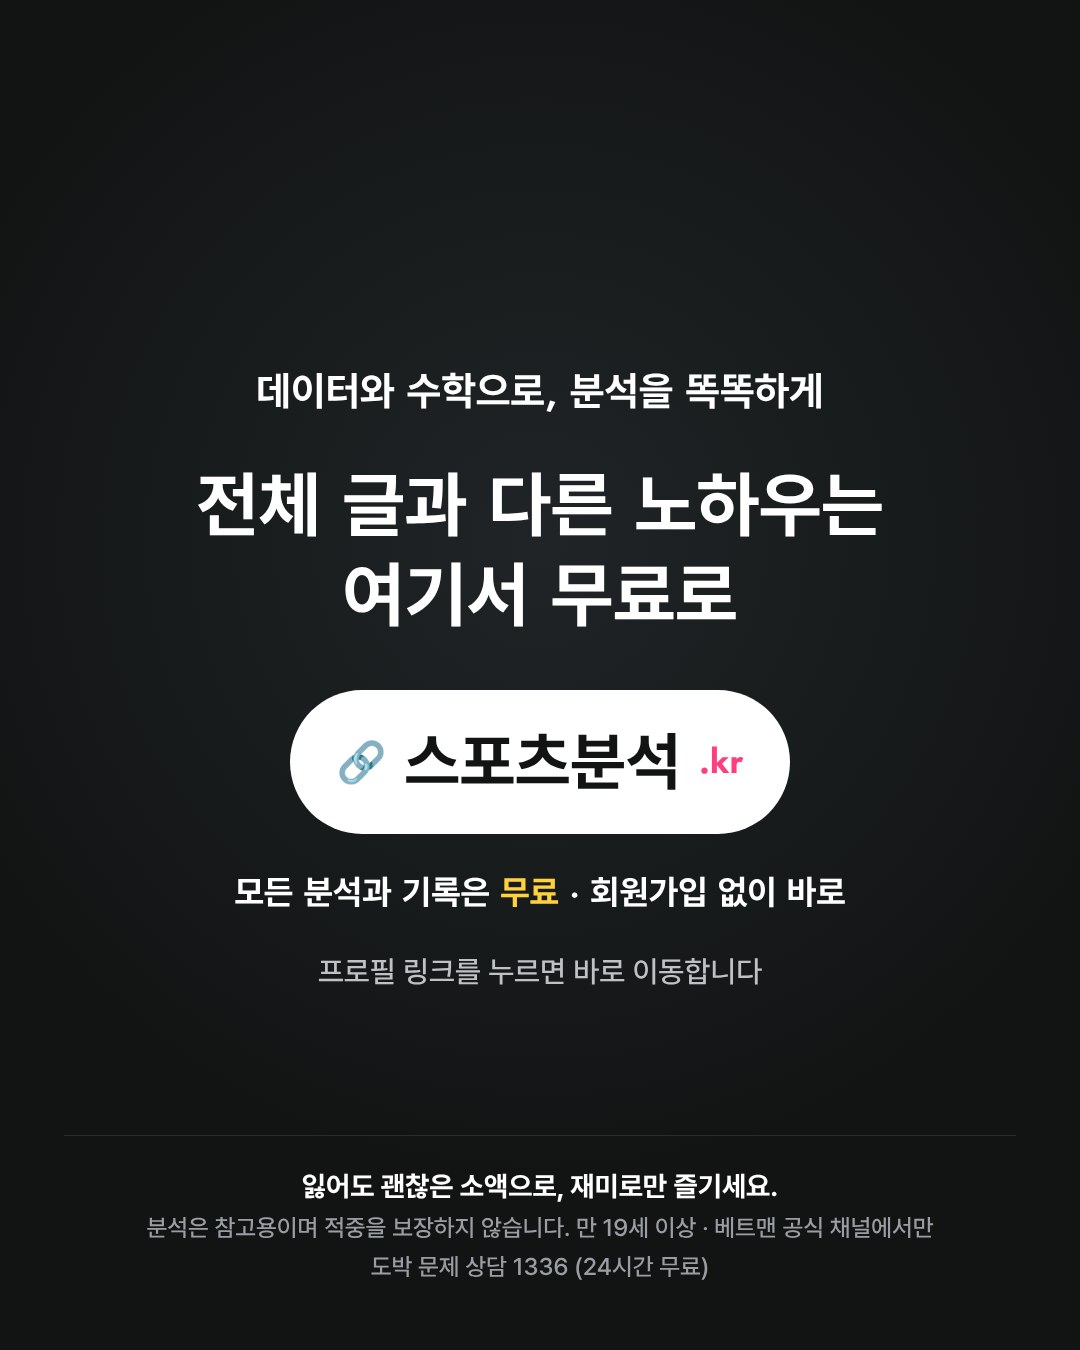 데이터와 수학으로, 분석을 똑똑하게
전체 글과 다른 노하우는
여기서 무료로
🔗 스포츠분석 .kr
모든 분석과 기록은 무료 · 회원가입 없이 바로
프로필 링크를 누르면 바로 이동합니다
잃어도 괜찮은 소액으로, 재미로만 즐기세요.
분석은 참고용이며 적중을 보장하지 않습니다. 만 19세 이상 · 베트맨 공식 채널에서만
도박 문제 상담 1336 (24시간 무료)